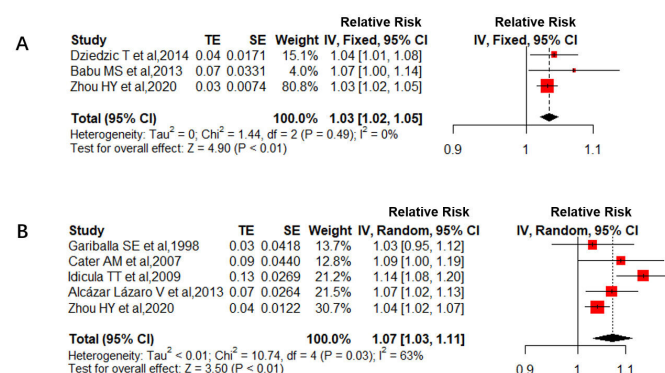 A
Relative Risk Relative Risk
Study TE SE Weight IV, Fixed, 95% CI IV, Fixed, 95% CI
Dziedzic T et al,2014 0.04 0.0171 15.1% 1.04 [1.01, 1.08]
Babu MS et al,2013 0.07 0.0331 4.0% 1.07 [1.00, 1.14]
Zhou HY et al,2020 0.03 0.0074 80.8% 1.03 [1.02, 1.05]
Total (95% CI) 100.0% 1.03 [1.02, 1.05]
Heterogeneity: Tau² = 0; Chi² = 1.44, df = 2 (P = 0.49); I² = 0%
Test for overall effect: Z = 4.90 (P < 0.01)
0.9 1 1.1
B
Relative Risk Relative Risk
Study TE SE Weight IV, Random, 95% CI IV, Random, 95% CI
Gariballa SE et al,1998 0.03 0.0418 13.7% 1.03 [0.95, 1.12]
Cater AM et al,2007 0.09 0.0440 12.8% 1.09 [1.00, 1.19]
Idicula TT et al,2009 0.13 0.0269 21.2% 1.14 [1.08, 1.20]
Alcázar Lázaro V et al,2013 0.07 0.0264 21.5% 1.07 [1.02, 1.13]
Zhou HY et al,2020 0.04 0.0122 30.7% 1.04 [1.02, 1.07]
Total (95% CI) 100.0% 1.07 [1.03, 1.11]
Heterogeneity: Tau² < 0.01; Chi² = 10.74, df = 4 (P = 0.03); I² = 63%
Test for overall effect: Z = 3.50 (P < 0.01)
0.9 1 1.1